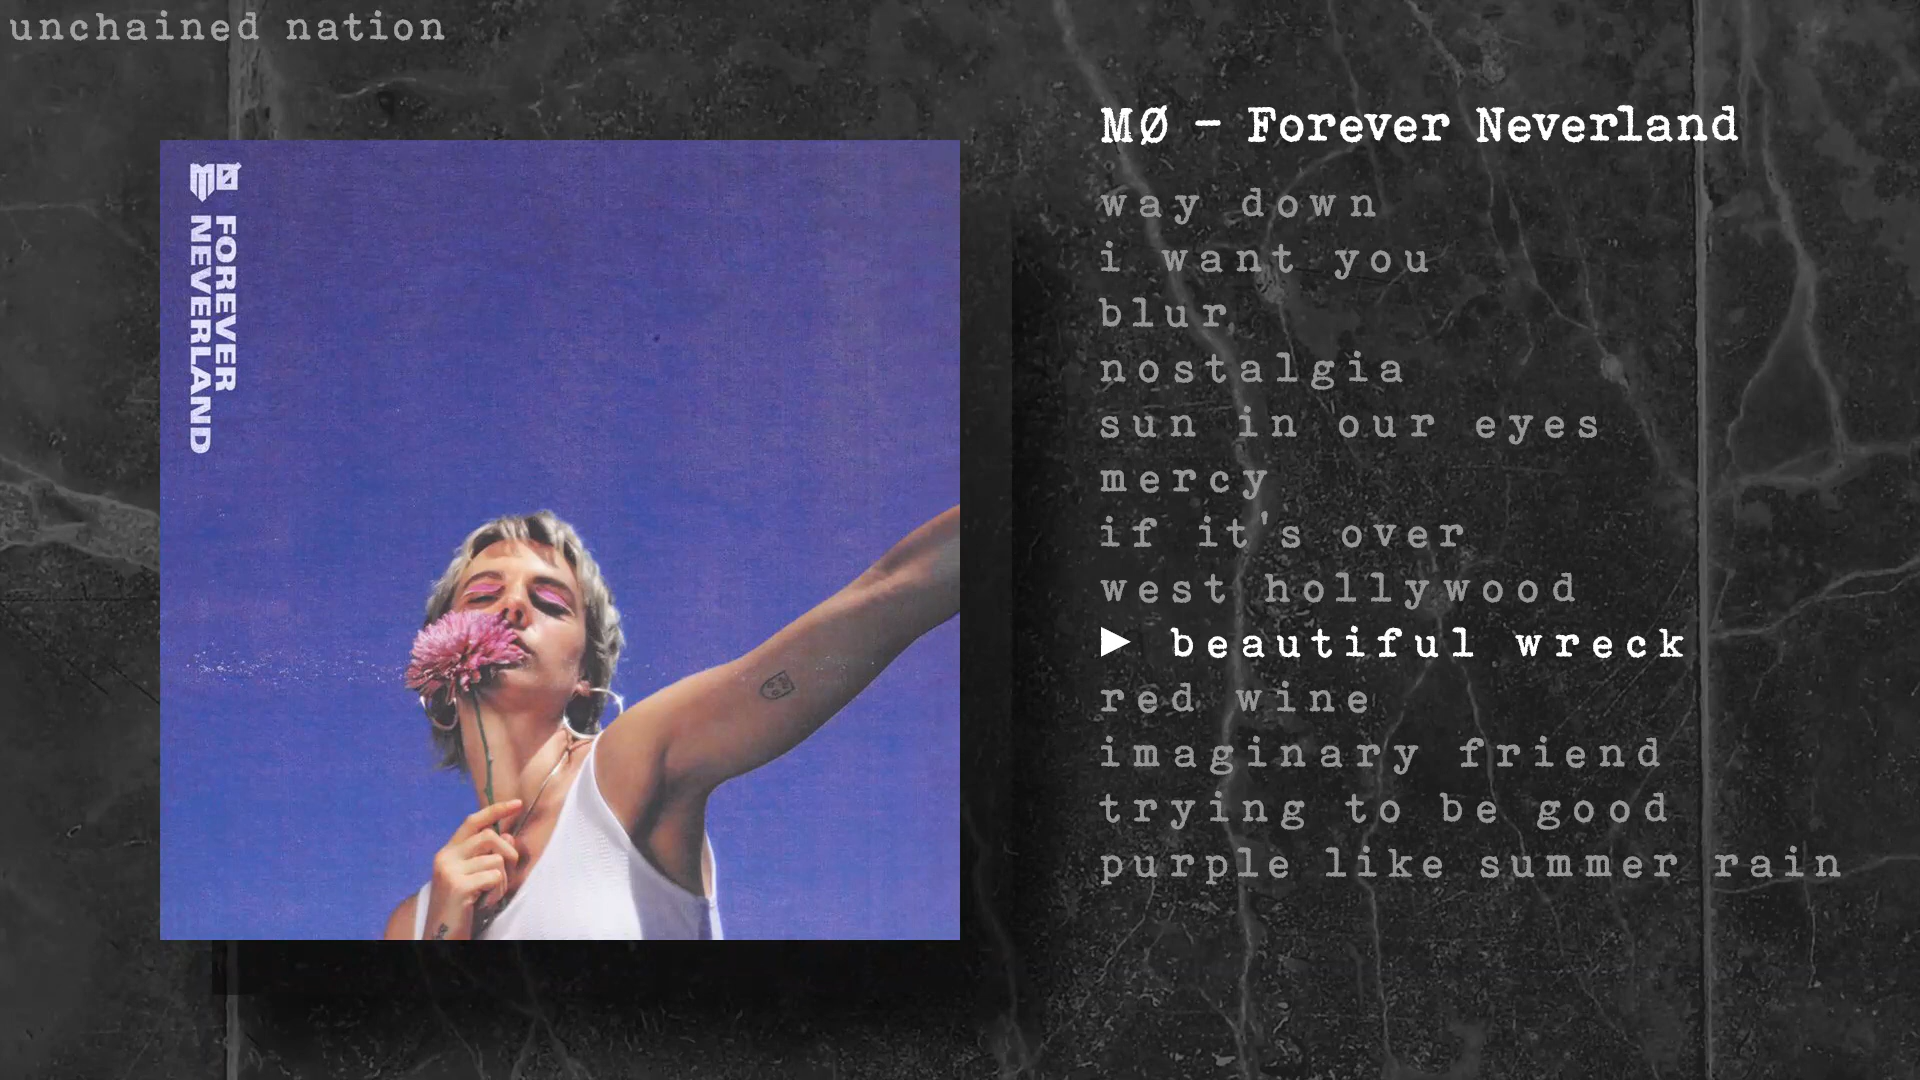 unchained nation
MØ
FOREVER
NEVERLAND
MØ - Forever Neverland
way down
i want you
blur
nostalgia
sun in our eyes
mercy
if it's over
west hollywood
▶ beautiful wreck
red wine
imaginary friend
trying to be good
purple like summer rain